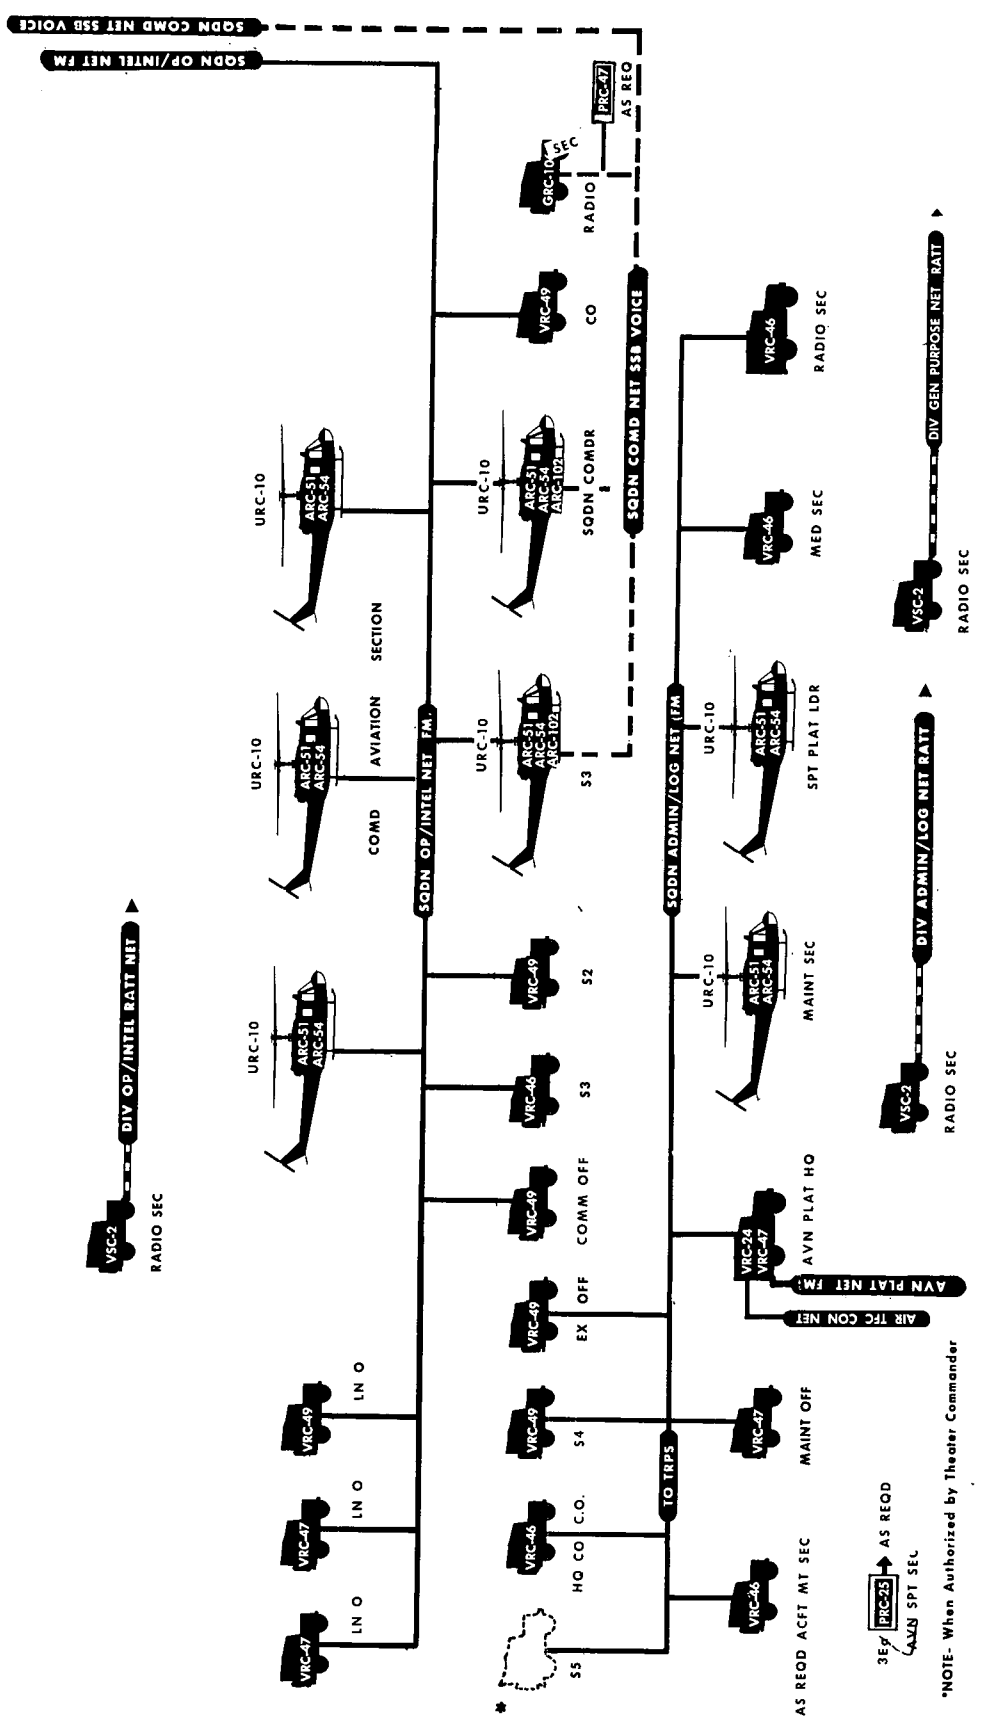 SQDN COMD NET SSB VOICE
SQDN OP/INTEL NET FM
DIV OP/INTEL RATT NET
VSC-2
RADIO SEC
LN O
VRC-47
LN O
VRC-47
LN O
VRC-49
URC-10
ARC-51
ARC-54
URC-10
ARC-51
ARC-54
URC-10
ARC-51
ARC-54
COMD AVIATION SECTION
SQDN OP/INTEL NET FM
VRC-49
COMM OFF
VRC-46
S3
VRC-49
S2
URC-10
ARC-51
ARC-54
ARC-102
S3
URC-10
ARC-51
ARC-54
ARC-102
SQDN COMDR
VRC-49
CO
GRC-106
RADIO SEC
PRC-47
AS REQ
SQDN COMD NET SSB VOICE
*
S5
VRC-46
HQ CO C.O.
VRC-49
S4
VRC-49
EX OFF
TO TRPS
SQDN ADMIN/LOG NET (FM
VRC-46
AS REQD ACFT MT SEC
VRC-47
MAINT OFF
VRC-24
VRC-47
AVN PLAT HQ
AIR TFC CON NET
AVN PLAT NET FM
URC-10
ARC-51
ARC-54
MAINT SEC
URC-10
ARC-51
ARC-54
SPT PLAT LDR
VRC-46
MED SEC
VRC-46
RADIO SEC
3E
PRC-25
AS REQD
AVN SPT SEC
VSC-2
RADIO SEC
DIV ADMIN/LOG NET RATT
VSC-2
RADIO SEC
DIV GEN PURPOSE NET RATT
*NOTE- When Authorized by Theater Commander